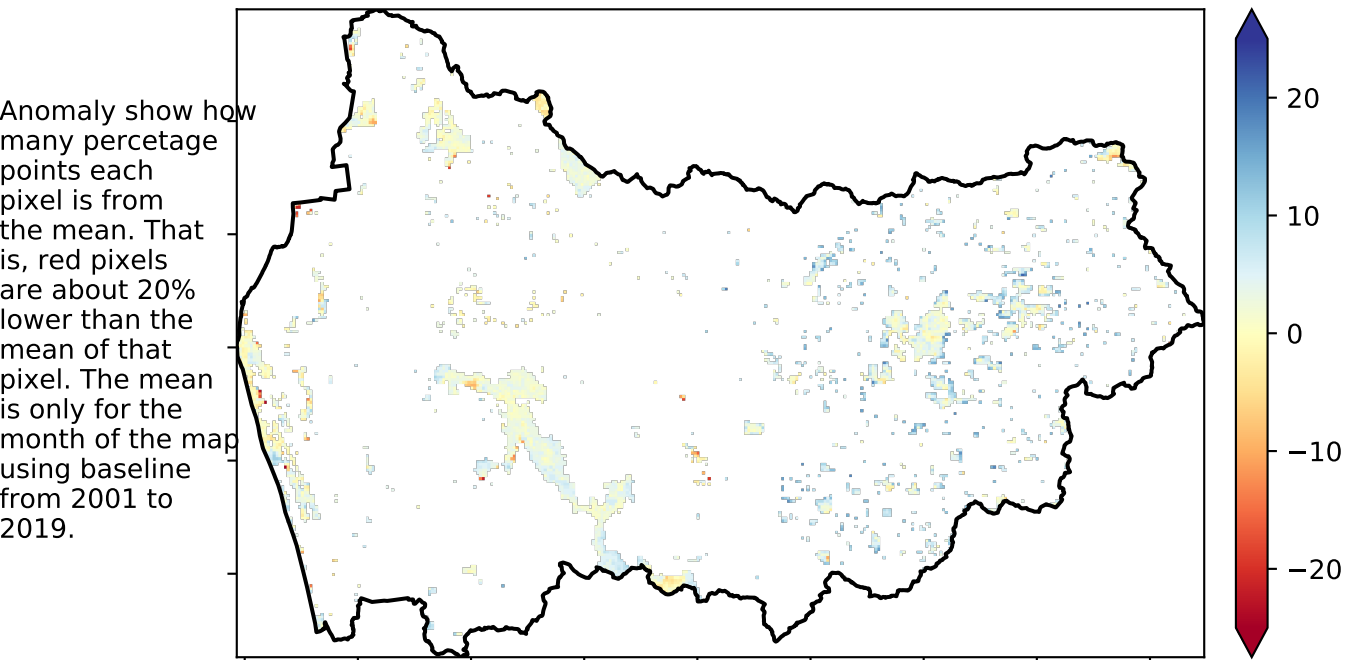 Anomaly show how
many percetage
points each
pixel is from
the mean. That
is, red pixels
are about 20%
lower than the
mean of that
pixel. The mean
is only for the
month of the map
using baseline
from 2001 to
2019.
20
10
0
−10
−20